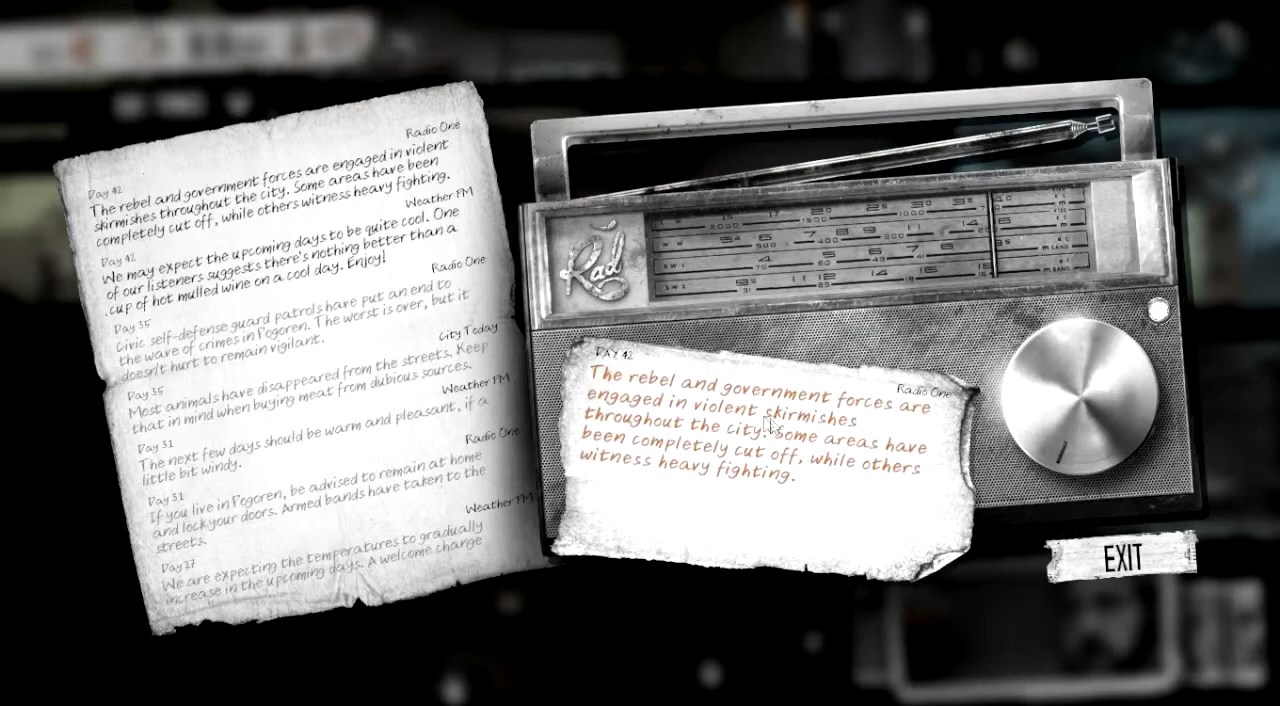 Radio One
Day 42
The rebel and government forces are engaged in violent
skirmishes throughout the city. Some areas have been
completely cut off, while others witness heavy fighting.
Weather FM
Day 42
We may expect the upcoming days to be quite cool. One
of our listeners suggests there's nothing better than a
cup of hot mulled wine on a cool day. Enjoy!
Radio One
Day 35
Civic self-defense guard patrols have put an end to
the wave of crimes in Pogoren. The worst is over, but it
doesn't hurt to remain vigilant.
City Today
Day 35
Most animals have disappeared from the streets. Keep
that in mind when buying meat from dubious sources.
Weather FM
Day 31
The next few days should be warm and pleasant, if a
little bit windy.
Radio One
Day 31
If you live in Pogoren, be advised to remain at home
and lock your doors. Armed bands have taken to the
streets.
Weather FM
Day 27
We are expecting the temperatures to gradually
increase in the upcoming days. A welcome change
Rad
DAY 42
Radio One
The rebel and government forces are
engaged in violent skirmishes
throughout the city. Some areas have
been completely cut off, while others
witness heavy fighting.
EXIT